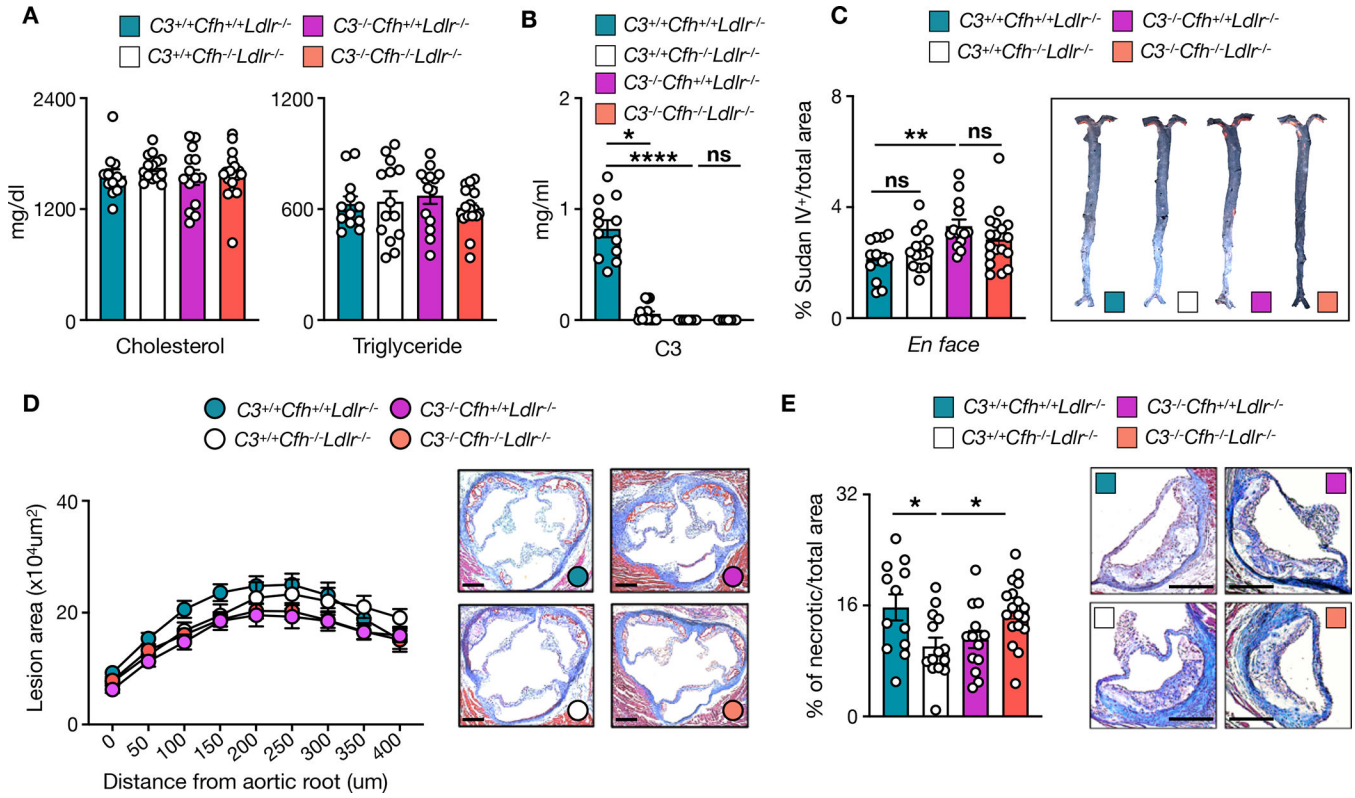 A
C3+/+Cfh+/+Ldlr-/-
C3-/-Cfh+/+Ldlr-/-
C3+/+Cfh-/-Ldlr-/-
C3-/-Cfh-/-Ldlr-/-
mg/dl
2400
1200
0
Cholesterol
1200
600
0
Triglyceride
B
C3+/+Cfh+/+Ldlr-/-
C3+/+Cfh-/-Ldlr-/-
C3-/-Cfh+/+Ldlr-/-
C3-/-Cfh-/-Ldlr-/-
mg/ml
2
1
0
*
**** ns
C3
C
C3+/+Cfh+/+Ldlr-/-
C3-/-Cfh+/+Ldlr-/-
C3+/+Cfh-/-Ldlr-/-
C3-/-Cfh-/-Ldlr-/-
% Sudan IV+/total area
8
4
0
** ns
ns
En face
D
C3+/+Cfh+/+Ldlr-/-
C3-/-Cfh+/+Ldlr-/-
C3+/+Cfh-/-Ldlr-/-
C3-/-Cfh-/-Ldlr-/-
Lesion area (x10⁴um²)
40
20
0
0 50 100 150 200 250 300 350 400
Distance from aortic root (um)
E
C3+/+Cfh+/+Ldlr-/-
C3-/-Cfh+/+Ldlr-/-
C3+/+Cfh-/-Ldlr-/-
C3-/-Cfh-/-Ldlr-/-
% of necrotic/total area
32
16
0
* *